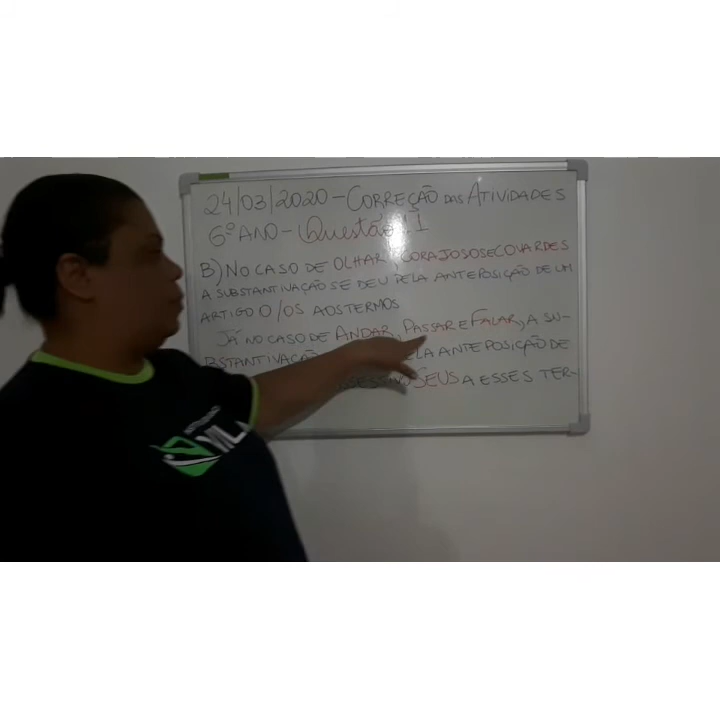 24/03/2020 - CORREÇÃO DAS ATIVIDADES
6º ANO - Questão 1
B) NO CASO DE OLHAR, CORAJOSOS E COVARDES
A SUBSTANTIVAÇÃO SE DEU PELA ANTEPOSIÇÃO DE UM
ARTIGO O/OS AOS TERMOS
JÁ NO CASO DE ANDAR, PASSAR E FALAR, A SU-
BSTANTIVAÇÃO ANTEPOSIÇÃO DE
SEUS A ESSES TER-